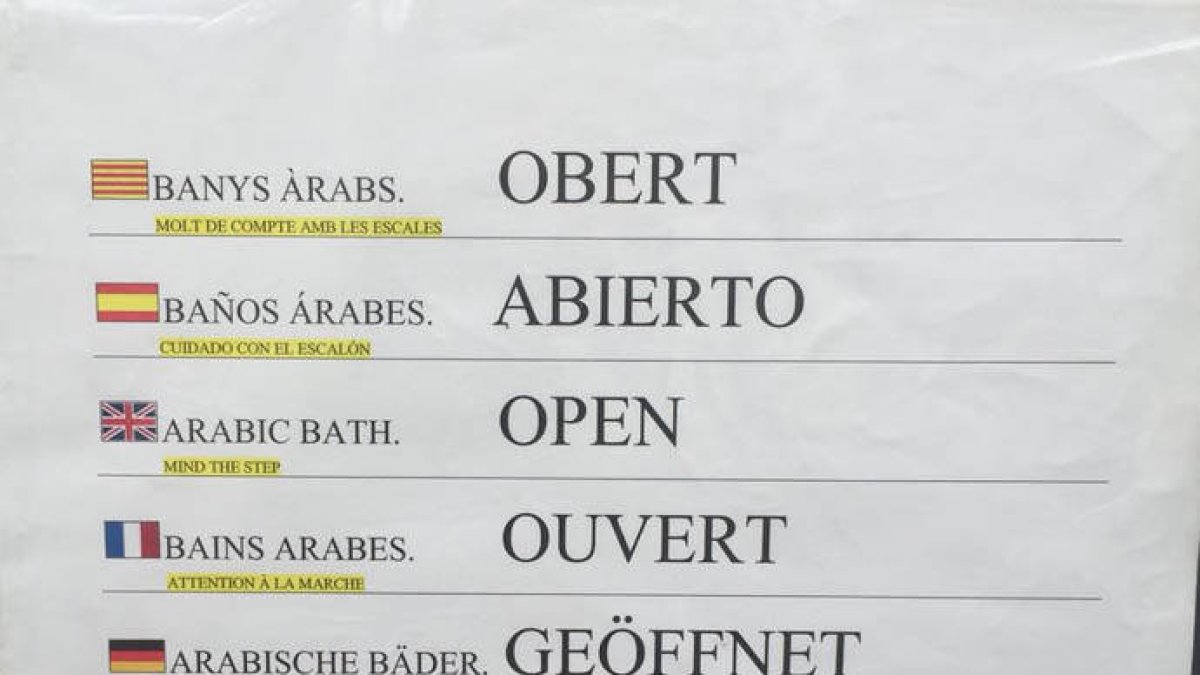 BANYS ÀRABS. OBERT
MOLT DE COMPTE AMB LES ESCALES
BAÑOS ÁRABES. ABIERTO
CUIDADO CON EL ESCALÓN
ARABIC BATH. OPEN
MIND THE STEP
BAINS ARABES. OUVERT
ATTENTION À LA MARCHE
ARABISCHE BÄDER. GEÖFFNET